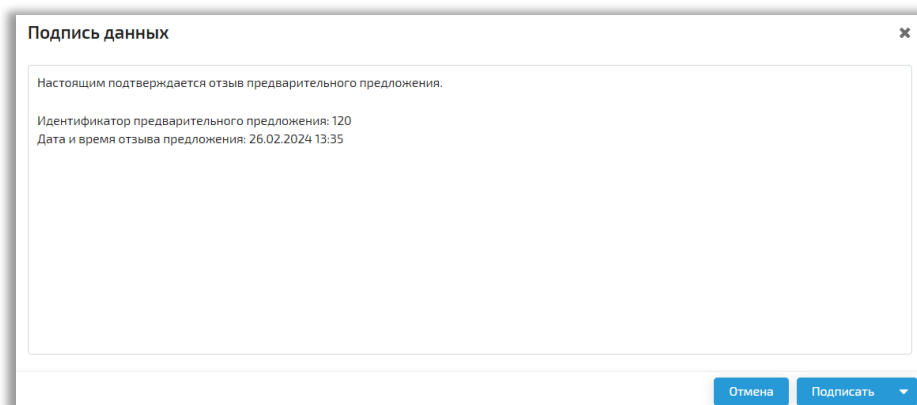 Подпись данных
Настоящим подтверждается отзыв предварительного предложения.
Идентификатор предварительного предложения: 120
Дата и время отзыва предложения: 26.02.2024 13:35
Отмена
Подписать